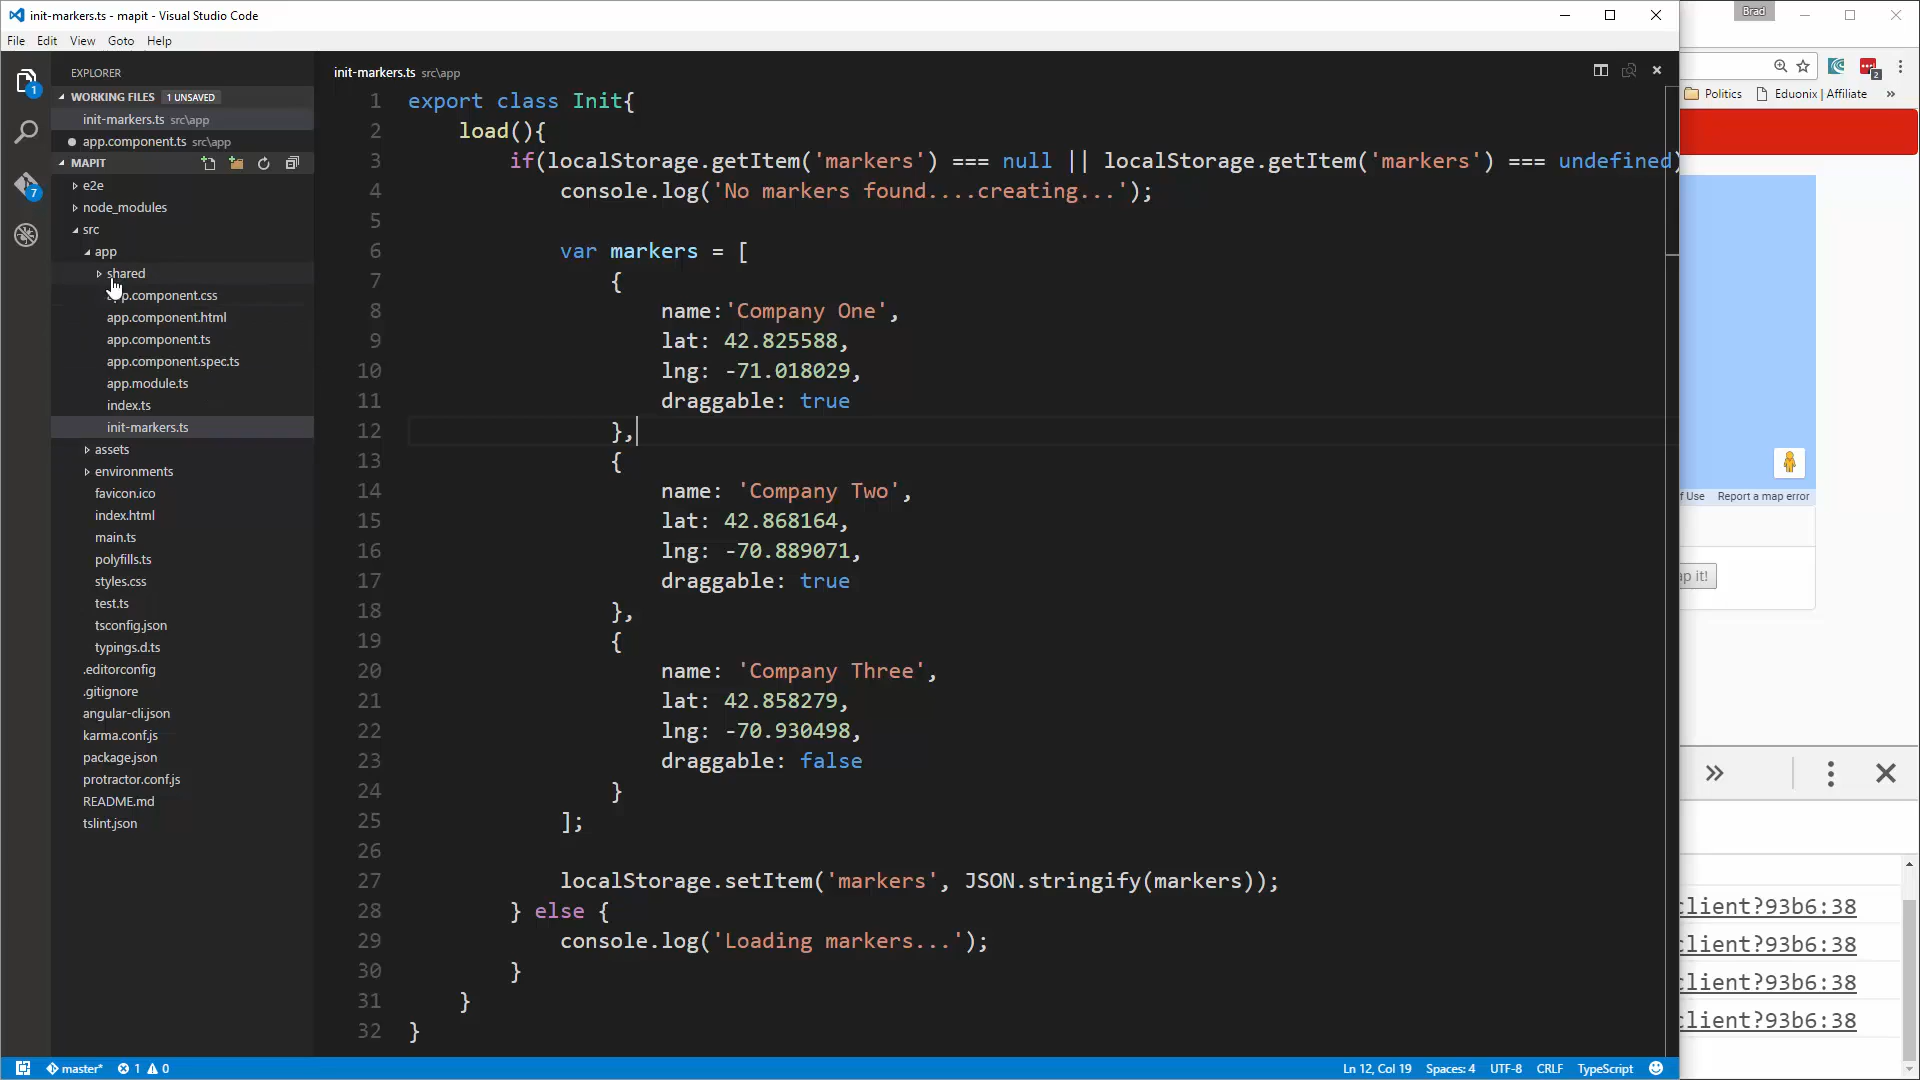 init-markers.ts - mapit - Visual Studio Code
Brad
File Edit View Goto Help
EXPLORER
WORKING FILES 1 UNSAVED
init-markers.ts src\app
app.component.ts src\app
MAPIT
e2e
node_modules
src
app
shared
app.component.css
app.component.html
app.component.ts
app.component.spec.ts
app.module.ts
index.ts
init-markers.ts
assets
environments
favicon.ico
index.html
main.ts
polyfills.ts
styles.css
test.ts
tsconfig.json
typings.d.ts
.editorconfig
.gitignore
angular-cli.json
karma.conf.js
package.json
protractor.conf.js
README.md
tslint.json
1
7
init-markers.ts src\app
1 export class Init{
2 load(){
3 if(localStorage.getItem('markers') === null || localStorage.getItem('markers') === undefined)
4 console.log('No markers found....creating...');
5
6 var markers = [
7 {
8 name:'Company One',
9 lat: 42.825588,
10 lng: -71.018029,
11 draggable: true
12 },
13 {
14 name: 'Company Two',
15 lat: 42.868164,
16 lng: -70.889071,
17 draggable: true
18 },
19 {
20 name: 'Company Three',
21 lat: 42.858279,
22 lng: -70.930498,
23 draggable: false
24 }
25 ];
26
27 localStorage.setItem('markers', JSON.stringify(markers));
28 } else {
29 console.log('Loading markers...');
30 }
31 }
32 }
2
Politics Eduonix | Affiliate »
f Use Report a map error
ap it!
client?93b6:38
client?93b6:38
client?93b6:38
client?93b6:38
master* 1 0
Ln 12, Col 19 Spaces: 4 UTF-8 CRLF TypeScript